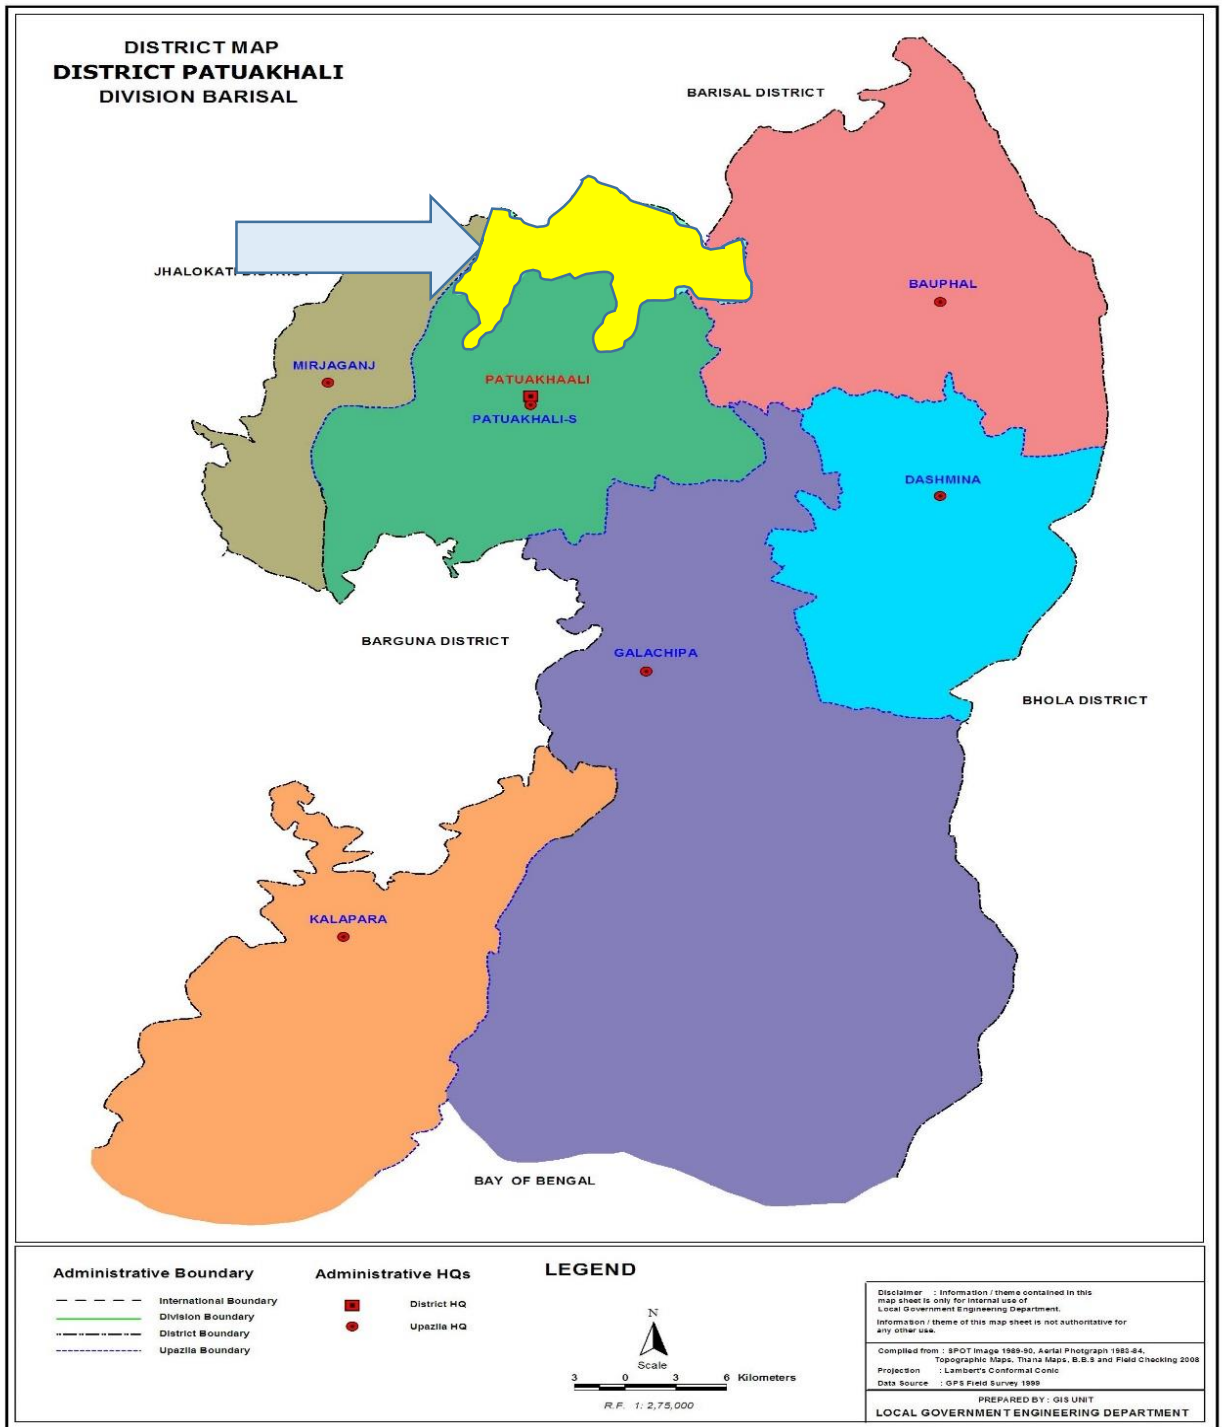 DISTRICT MAP
DISTRICT PATUAKHALI
DIVISION BARISAL
BARISAL DISTRICT
JHALOKATI DISTRICT
BAUPHAL
MIRJAGANJ
PATUAKHAALI
PATUAKHALI-S
DASHMINA
BARGUNA DISTRICT
GALACHIPA
BHOLA DISTRICT
KALAPARA
BAY OF BENGAL
LEGEND
Administrative Boundary
International Boundary
Division Boundary
District Boundary
Upazila Boundary
Administrative HQs
District HQ
Upazila HQ
N
Scale
3 0 3 6 Kilometers
R.F. 1: 2,75,000
Disclaimer : Information / theme contained in this
map sheet is only for internal use of
Local Government Engineering Department.
Information / theme of this map sheet is not authoritative for
any other use.
Compiled from : SPOT Image 1989-90, Aerial Photgraph 1983-84,
Topographic Maps, Thana Maps, B.B.S and Field Checking 2008
Projection : Lambert's Conformal Conic
Data Source : GPS Field Survey 1999
PREPARED BY : GIS UNIT
LOCAL GOVERNMENT ENGINEERING DEPARTMENT